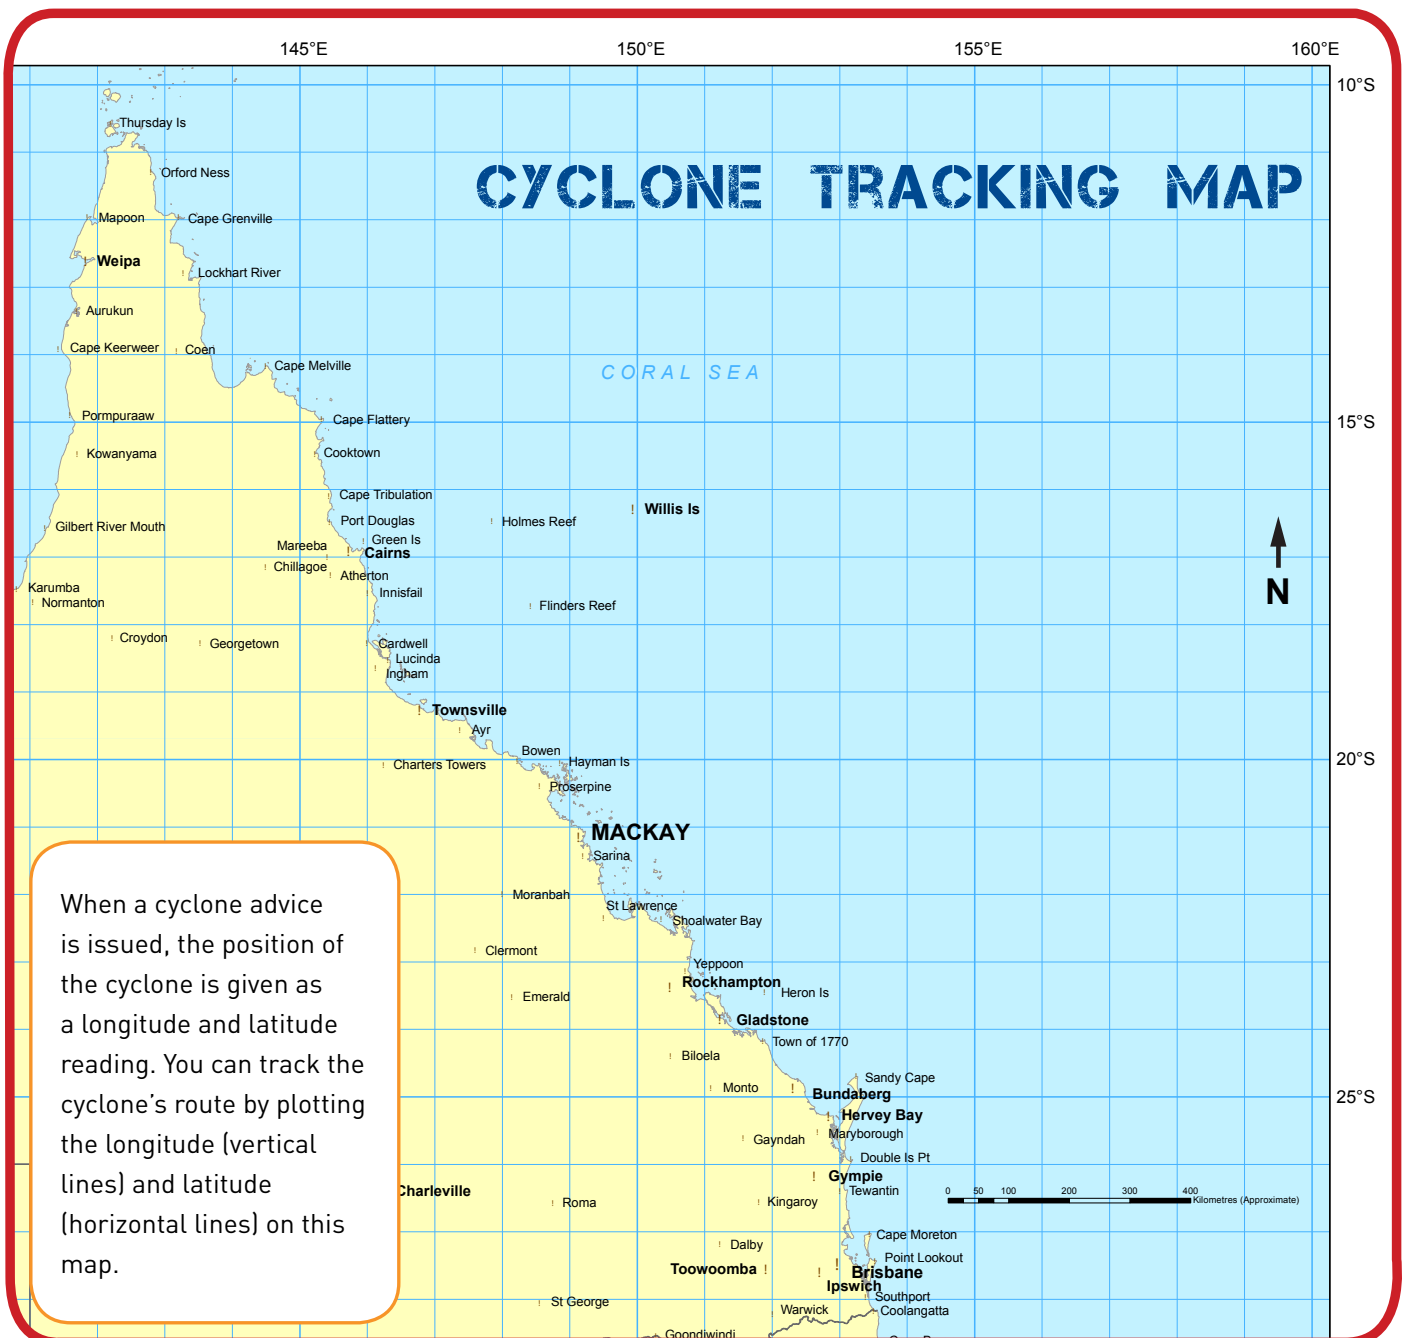 145°E 150°E 155°E 160°E
10°S
Thursday Is
Orford Ness
CYCLONE TRACKING MAP
Mapoon
Cape Grenville
Weipa
Lockhart River
Aurukun
Cape Keerweer
Coen
Cape Melville
CORAL SEA
Pormpuraaw
Cape Flattery
15°S
Kowanyama
Cooktown
Cape Tribulation
Willis Is
Port Douglas
Holmes Reef
Gilbert River Mouth
Green Is
Mareeba
Cairns
Chillagoe
Atherton
Karumba
Innisfail
N
Normanton
Flinders Reef
Croydon
Georgetown
Cardwell
Lucinda
Ingham
Townsville
Ayr
Bowen
Hayman Is
20°S
Charters Towers
Proserpine
MACKAY
Sarina
Moranbah
St Lawrence
Shoalwater Bay
Clermont
Yeppoon
Rockhampton
Heron Is
Emerald
Gladstone
Town of 1770
Biloela
Sandy Cape
Monto
Bundaberg
25°S
Hervey Bay
Maryborough
Gayndah
Double Is Pt
Gympie
Charleville
Tewantin
Roma
Kingaroy
0 50 100 200 300 400
Kilometres (Approximate)
Cape Moreton
Dalby
Point Lookout
Toowoomba
Brisbane
Ipswich
Southport
St George
Warwick
Coolangatta
Goondiwindi
When a cyclone advice
is issued, the position of
the cyclone is given as
a longitude and latitude
reading. You can track the
cyclone's route by plotting
the longitude (vertical
lines) and latitude
(horizontal lines) on this
map.